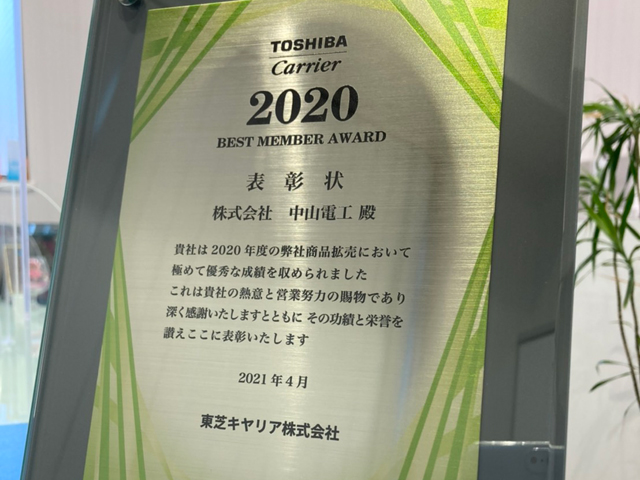 TOSHIBA
Carrier
2020
BEST MEMBER AWARD
表彰状
株式会社 中山電工 殿
貴社は2020年度の弊社商品拡売において
極めて優秀な成績を収められました
これは貴社の熱意と営業努力の賜物であり
深く感謝いたしますとともに その功績と栄誉を
讃えここに表彰いたします
2021年4月
東芝キヤリア株式会社